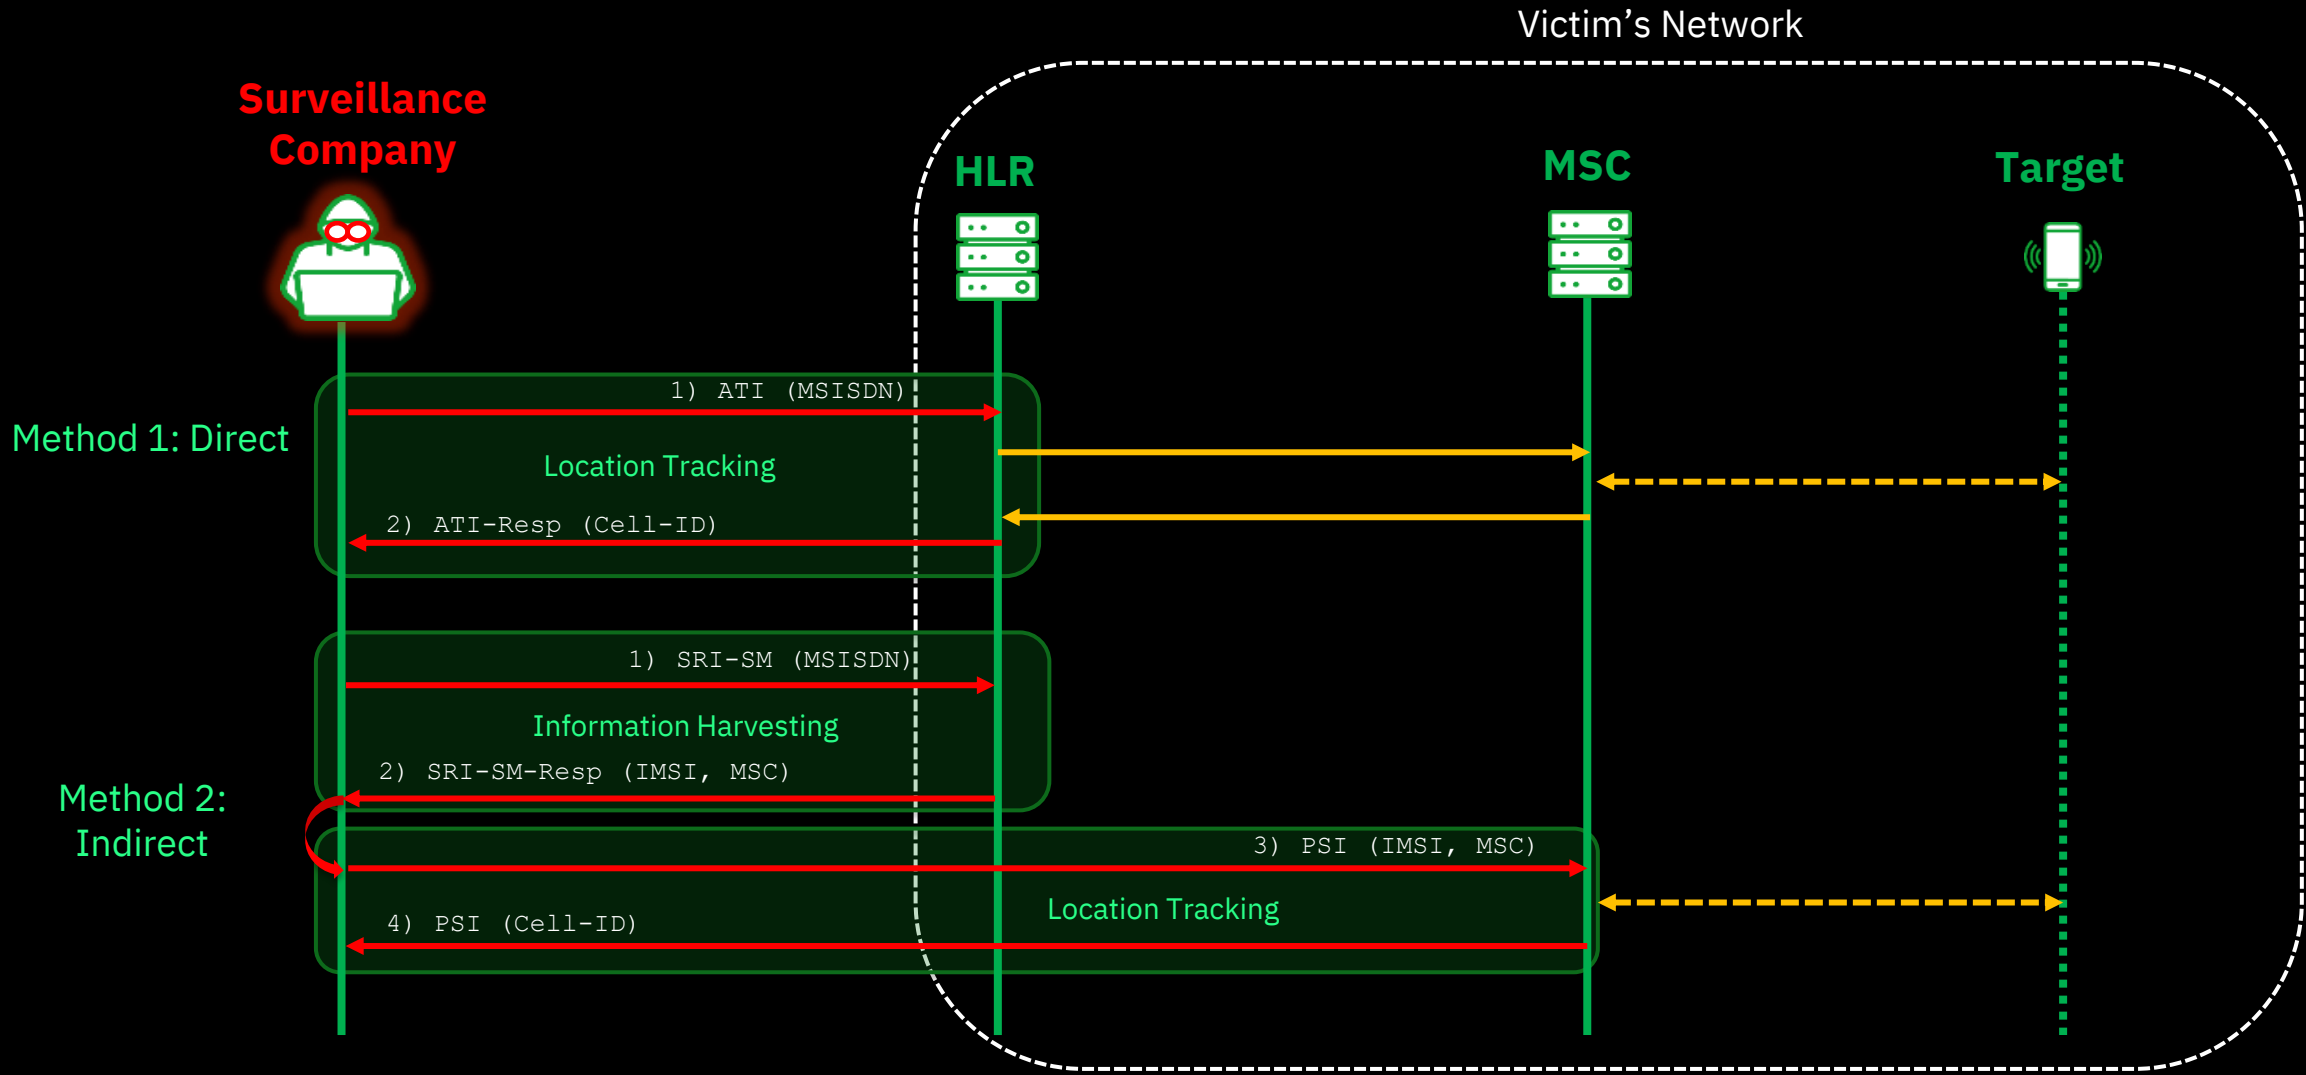 Victim’s Network
Surveillance
Company
HLR
MSC
Target
1) ATI (MSISDN)
Method 1: Direct
Location Tracking
2) ATI-Resp (Cell-ID)
1) SRI-SM (MSISDN)
Information Harvesting
2) SRI-SM-Resp (IMSI, MSC)
Method 2:
Indirect
3) PSI (IMSI, MSC)
Location Tracking
4) PSI (Cell-ID)